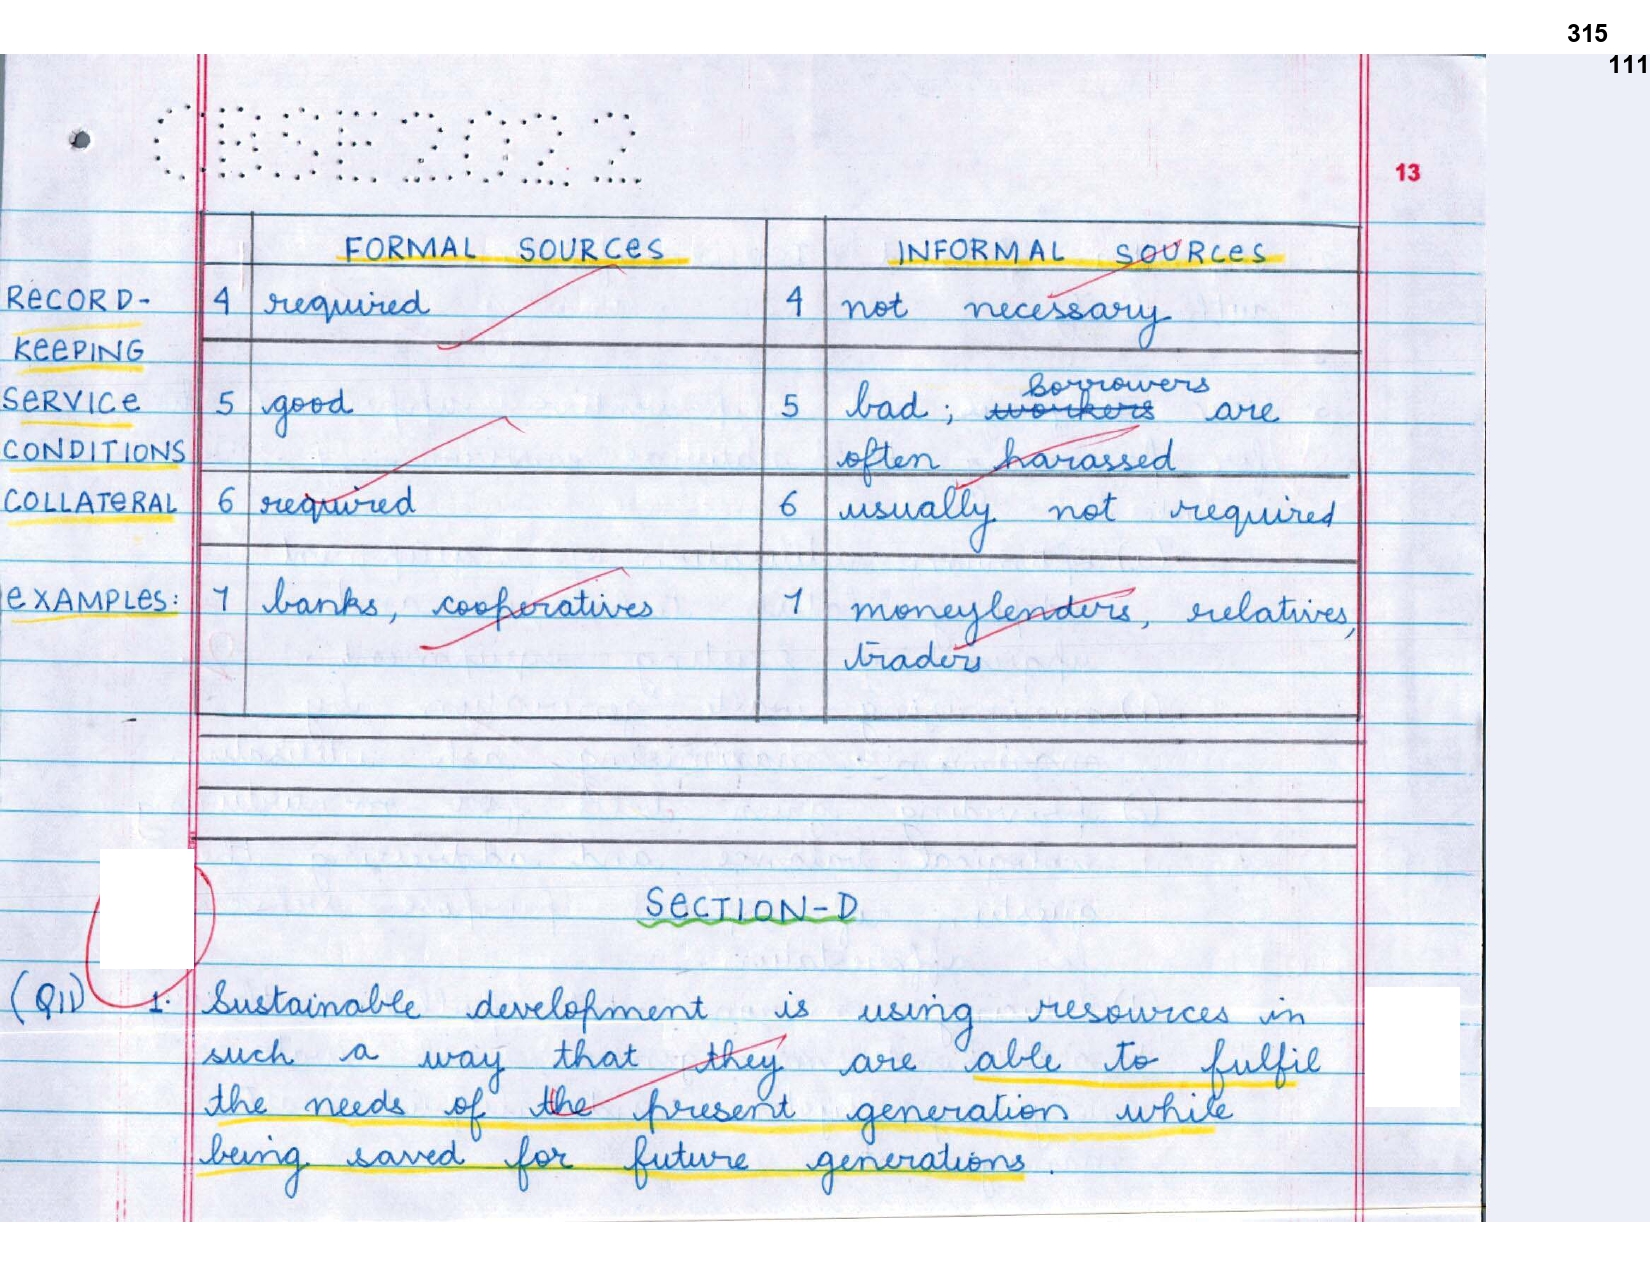 315
111
CBSE2022
13
FORMAL SOURCES INFORMAL SOURCES
RECORD- 4 required 4 not necessary
KEEPING
SERVICE 5 good 5 bad; workers borrowers are
CONDITIONS often harassed
COLLATERAL 6 required 6 usually not required
EXAMPLES: 7 banks, cooperatives 7 moneylenders, relatives,
traders
SECTION-D
(Q11) 1. Sustainable development is using resources in
such a way that they are able to fulfil
the needs of the present generation while
being saved for future generations.